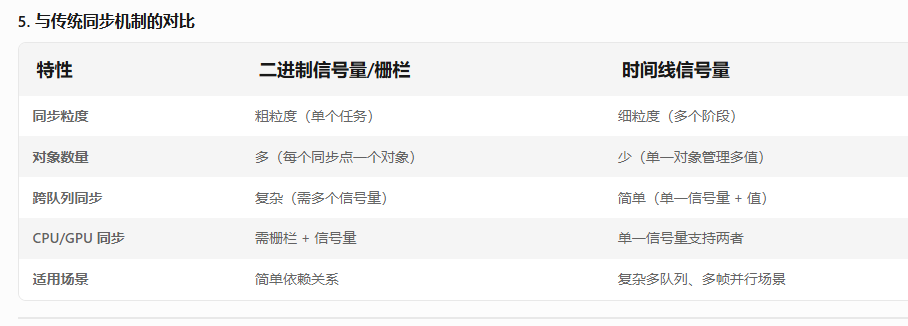 5. 与传统同步机制的对比
特性 二进制信号量/栅栏 时间线信号量
同步粒度 粗粒度（单个任务） 细粒度（多个阶段）
对象数量 多（每个同步点一个对象） 少（单一对象管理多值）
跨队列同步 复杂（需多个信号量） 简单（单一信号量 + 值）
CPU/GPU 同步 需栅栏 + 信号量 单一信号量支持两者
适用场景 简单依赖关系 复杂多队列、多帧并行场景